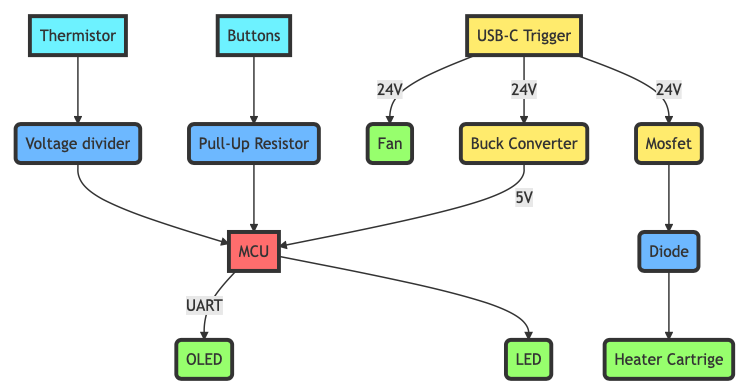 Thermistor
Buttons
USB-C Trigger
24V
24V
24V
Voltage divider
Pull-Up Resistor
Fan
Buck Converter
Mosfet
5V
MCU
Diode
UART
OLED
LED
Heater Cartrige